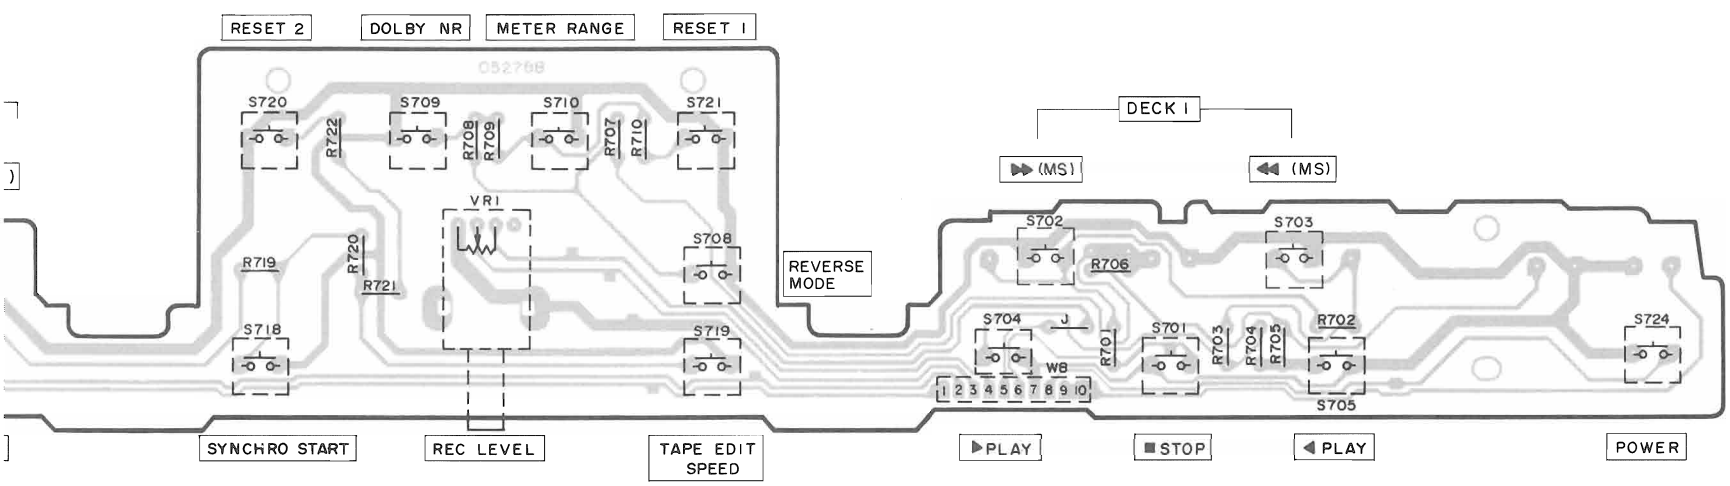 RESET 2
DOLBY NR
METER RANGE
RESET 1
052788
S720
S709
S710
S721
R722
R708
R709
R707
R710
DECK 1
)
(MS)
(MS)
VR1
S702
S703
S708
R719
R720
R721
REVERSE
MODE
R706
S718
S719
S704
J
R701
S701
R703
R704
R705
R702
S724
W8
1 2 3 4 5 6 7 8 9 10
S705
SYNCHRO START
REC LEVEL
TAPE EDIT
SPEED
PLAY
STOP
PLAY
POWER